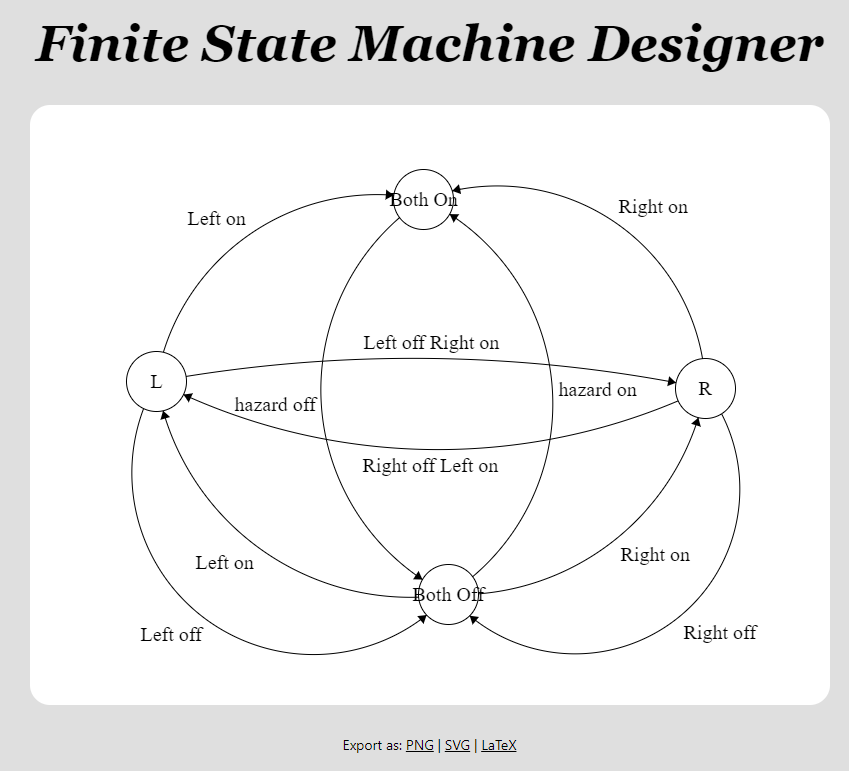 Finite State Machine Designer
Both On
Left on
Right on
Left off Right on
L
R
hazard off
hazard on
Right off Left on
Left on
Right on
Both Off
Left off
Right off
Export as: PNG | SVG | LaTeX